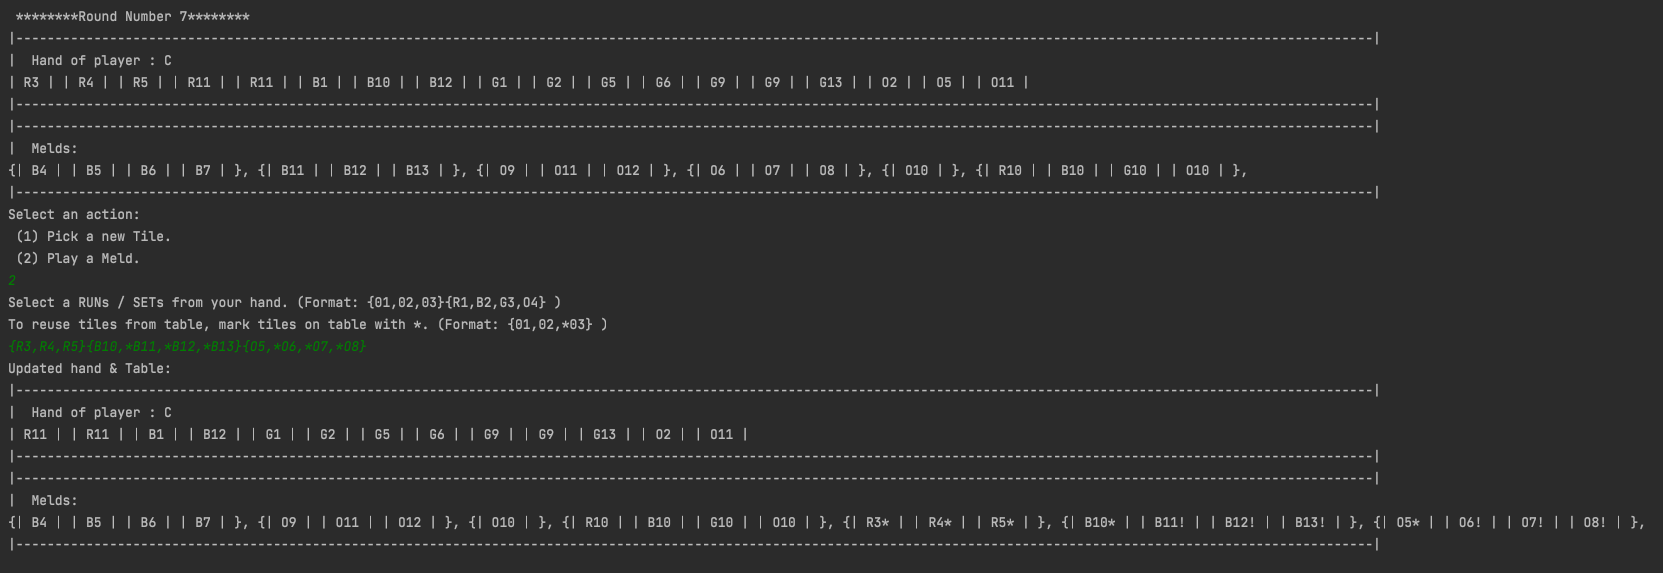 ********Round Number 7********
|------------------------------------------------------------------------------------------------------------------------------------------------------------------------------|
|  Hand of player : C
| R3 | | R4 | | R5 | | R11 | | R11 | | B1 | | B10 | | B12 | | G1 | | G2 | | G5 | | G6 | | G9 | | G9 | | G13 | | O2 | | O5 | | O11 |
|------------------------------------------------------------------------------------------------------------------------------------------------------------------------------|
|------------------------------------------------------------------------------------------------------------------------------------------------------------------------------|
|  Melds:
{| B4 | | B5 | | B6 | | B7 | }, {| B11 | | B12 | | B13 | }, {| O9 | | O11 | | O12 | }, {| O6 | | O7 | | O8 | }, {| O10 | }, {| R10 | | B10 | | G10 | | O10 | },
|------------------------------------------------------------------------------------------------------------------------------------------------------------------------------|
Select an action:
(1) Pick a new Tile.
(2) Play a Meld.
2
Select a RUNs / SETs from your hand. (Format: {O1,O2,O3}{R1,B2,G3,O4} )
To reuse tiles from table, mark tiles on table with *. (Format: {O1,O2,*O3} )
{R3,R4,R5}{B10,*B11,*B12,*B13}{O5,*O6,*O7,*O8}
Updated hand & Table:
|------------------------------------------------------------------------------------------------------------------------------------------------------------------------------|
|  Hand of player : C
| R11 | | R11 | | B1 | | B12 | | G1 | | G2 | | G5 | | G6 | | G9 | | G9 | | G13 | | O2 | | O11 |
|------------------------------------------------------------------------------------------------------------------------------------------------------------------------------|
|------------------------------------------------------------------------------------------------------------------------------------------------------------------------------|
|  Melds:
{| B4 | | B5 | | B6 | | B7 | }, {| O9 | | O11 | | O12 | }, {| O10 | }, {| R10 | | B10 | | G10 | | O10 | }, {| R3* | | R4* | | R5* | }, {| B10* | | B11! | | B12! | | B13! | }, {| O5* | | O6! | | O7! | | O8! | },
|------------------------------------------------------------------------------------------------------------------------------------------------------------------------------|